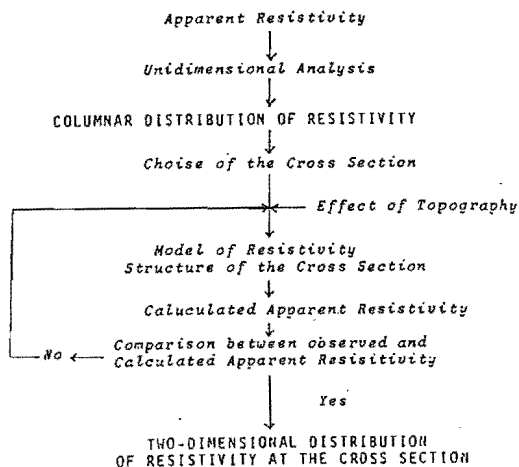 Apparent Resistivity
Unidimensional Analysis
COLUMNAR DISTRIBUTION OF RESISTIVITY
Choise of the Cross Section
Effect of Topography
Model of Resistivity
Structure of the Cross Section
Caluculated Apparent Resistivity
Comparison between observed and
No
Calculated Apparent Resisitivity
Yes
TWO-DIMENSIONAL DISTRIBUTION
OF RESISTIVITY AT THE CROSS SECTION